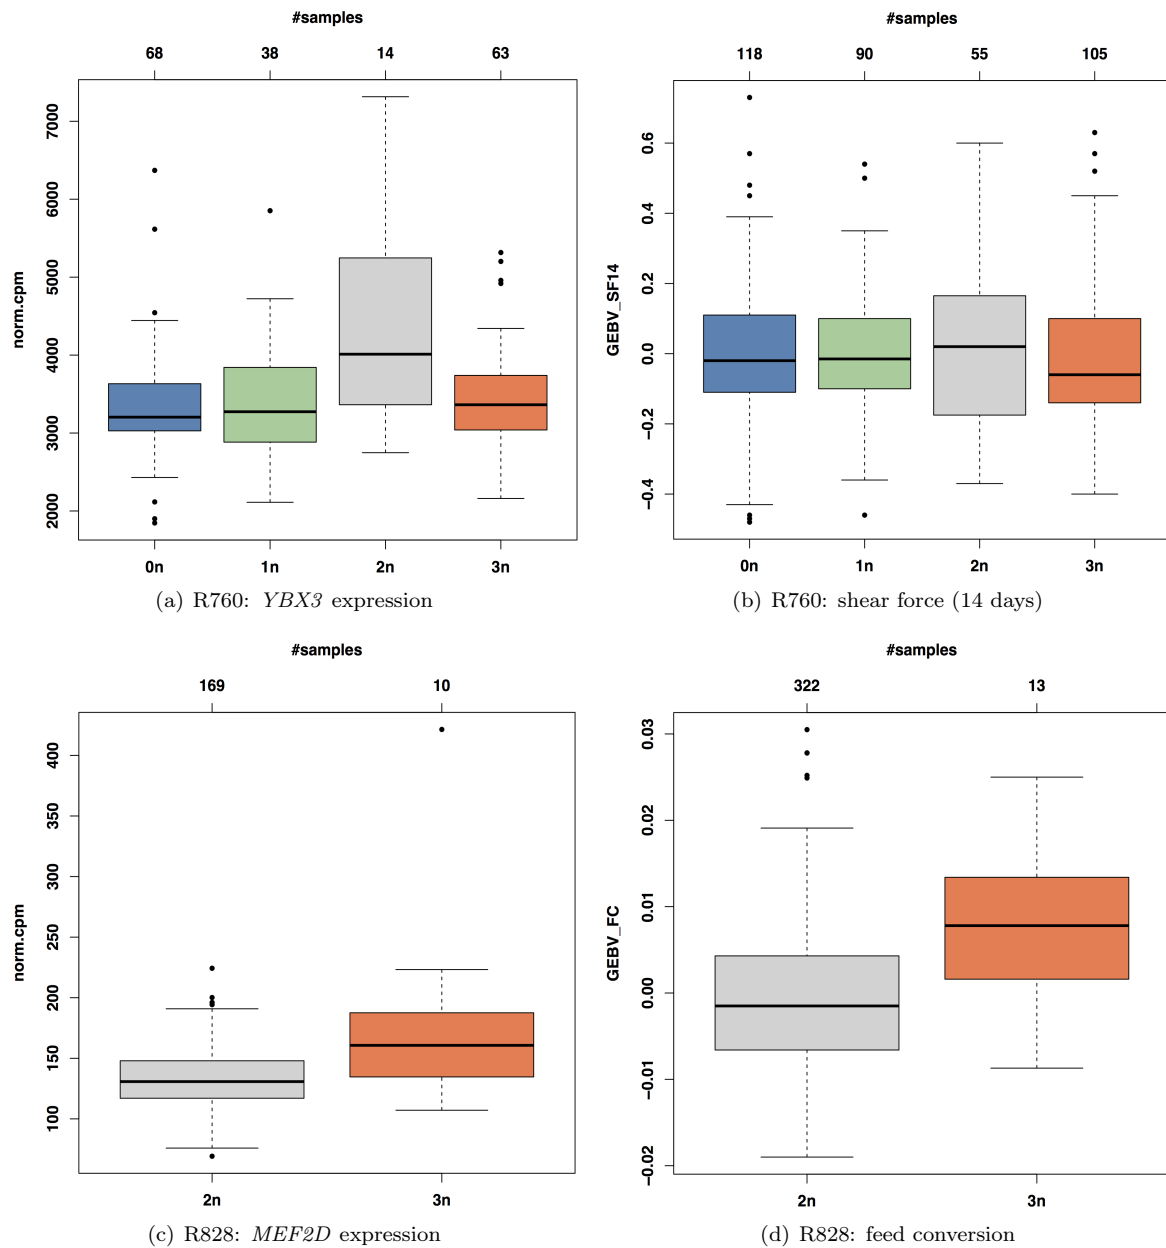 #samples
68 38 14 63
norm.cpm
7000
6000
5000
4000
3000
2000
0n 1n 2n 3n
(a) R760: YBX3 expression
#samples
118 90 55 105
GEBV_SF14
0.6
0.4
0.2
0.0
−0.2
−0.4
0n 1n 2n 3n
(b) R760: shear force (14 days)
#samples
169 10
norm.cpm
400
350
300
250
200
150
100
2n 3n
(c) R828: MEF2D expression
#samples
322 13
GEBV_FC
0.03
0.02
0.01
0.00
−0.01
−0.02
2n 3n
(d) R828: feed conversion